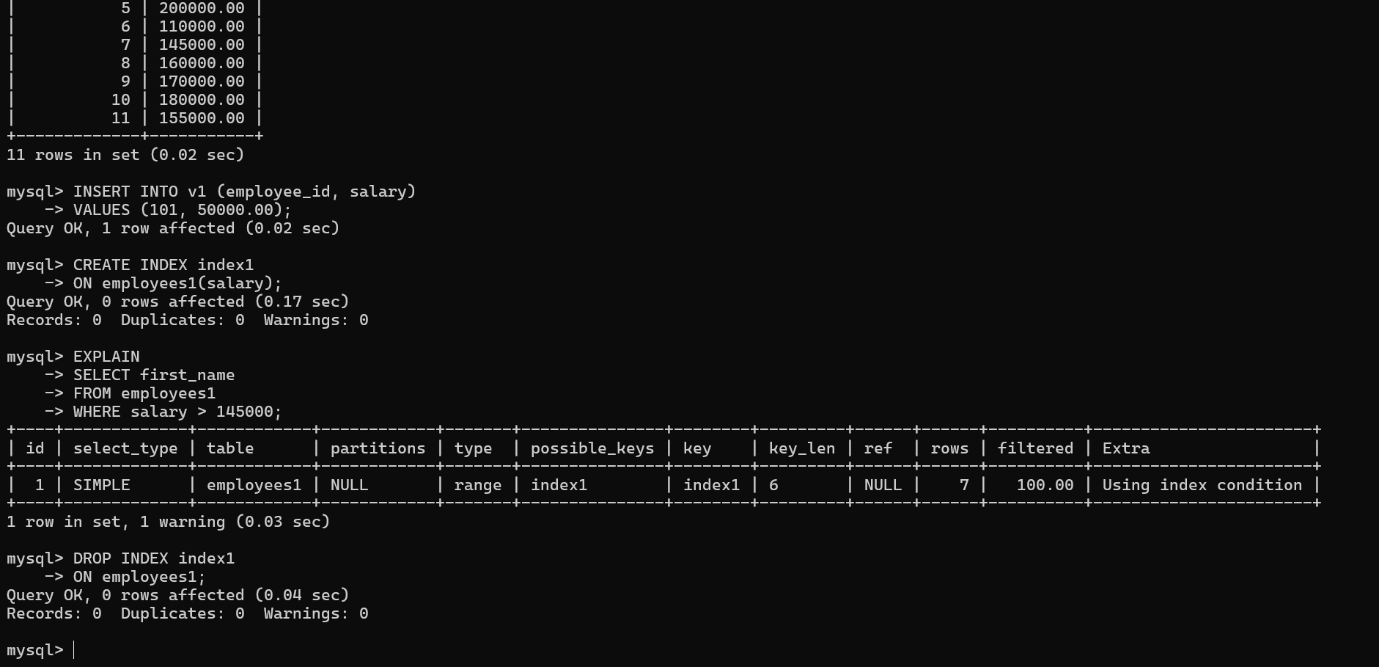 |           5 | 200000.00 |
|           6 | 110000.00 |
|           7 | 145000.00 |
|           8 | 160000.00 |
|           9 | 170000.00 |
|          10 | 180000.00 |
|          11 | 155000.00 |
+-------------+-----------+
11 rows in set (0.02 sec)

mysql> INSERT INTO v1 (employee_id, salary)
    -> VALUES (101, 50000.00);
Query OK, 1 row affected (0.02 sec)

mysql> CREATE INDEX index1
    -> ON employees1(salary);
Query OK, 0 rows affected (0.17 sec)
Records: 0  Duplicates: 0  Warnings: 0

mysql> EXPLAIN
    -> SELECT first_name
    -> FROM employees1
    -> WHERE salary > 145000;
+----+-------------+------------+------------+-------+---------------+--------+---------+------+------+----------+-----------------------+
| id | select_type | table      | partitions | type  | possible_keys | key    | key_len | ref  | rows | filtered | Extra                 |
+----+-------------+------------+------------+-------+---------------+--------+---------+------+------+----------+-----------------------+
|  1 | SIMPLE      | employees1 | NULL       | range | index1        | index1 | 6       | NULL |    7 |   100.00 | Using index condition |
+----+-------------+------------+------------+-------+---------------+--------+---------+------+------+----------+-----------------------+
1 row in set, 1 warning (0.03 sec)

mysql> DROP INDEX index1
    -> ON employees1;
Query OK, 0 rows affected (0.04 sec)
Records: 0  Duplicates: 0  Warnings: 0

mysql>